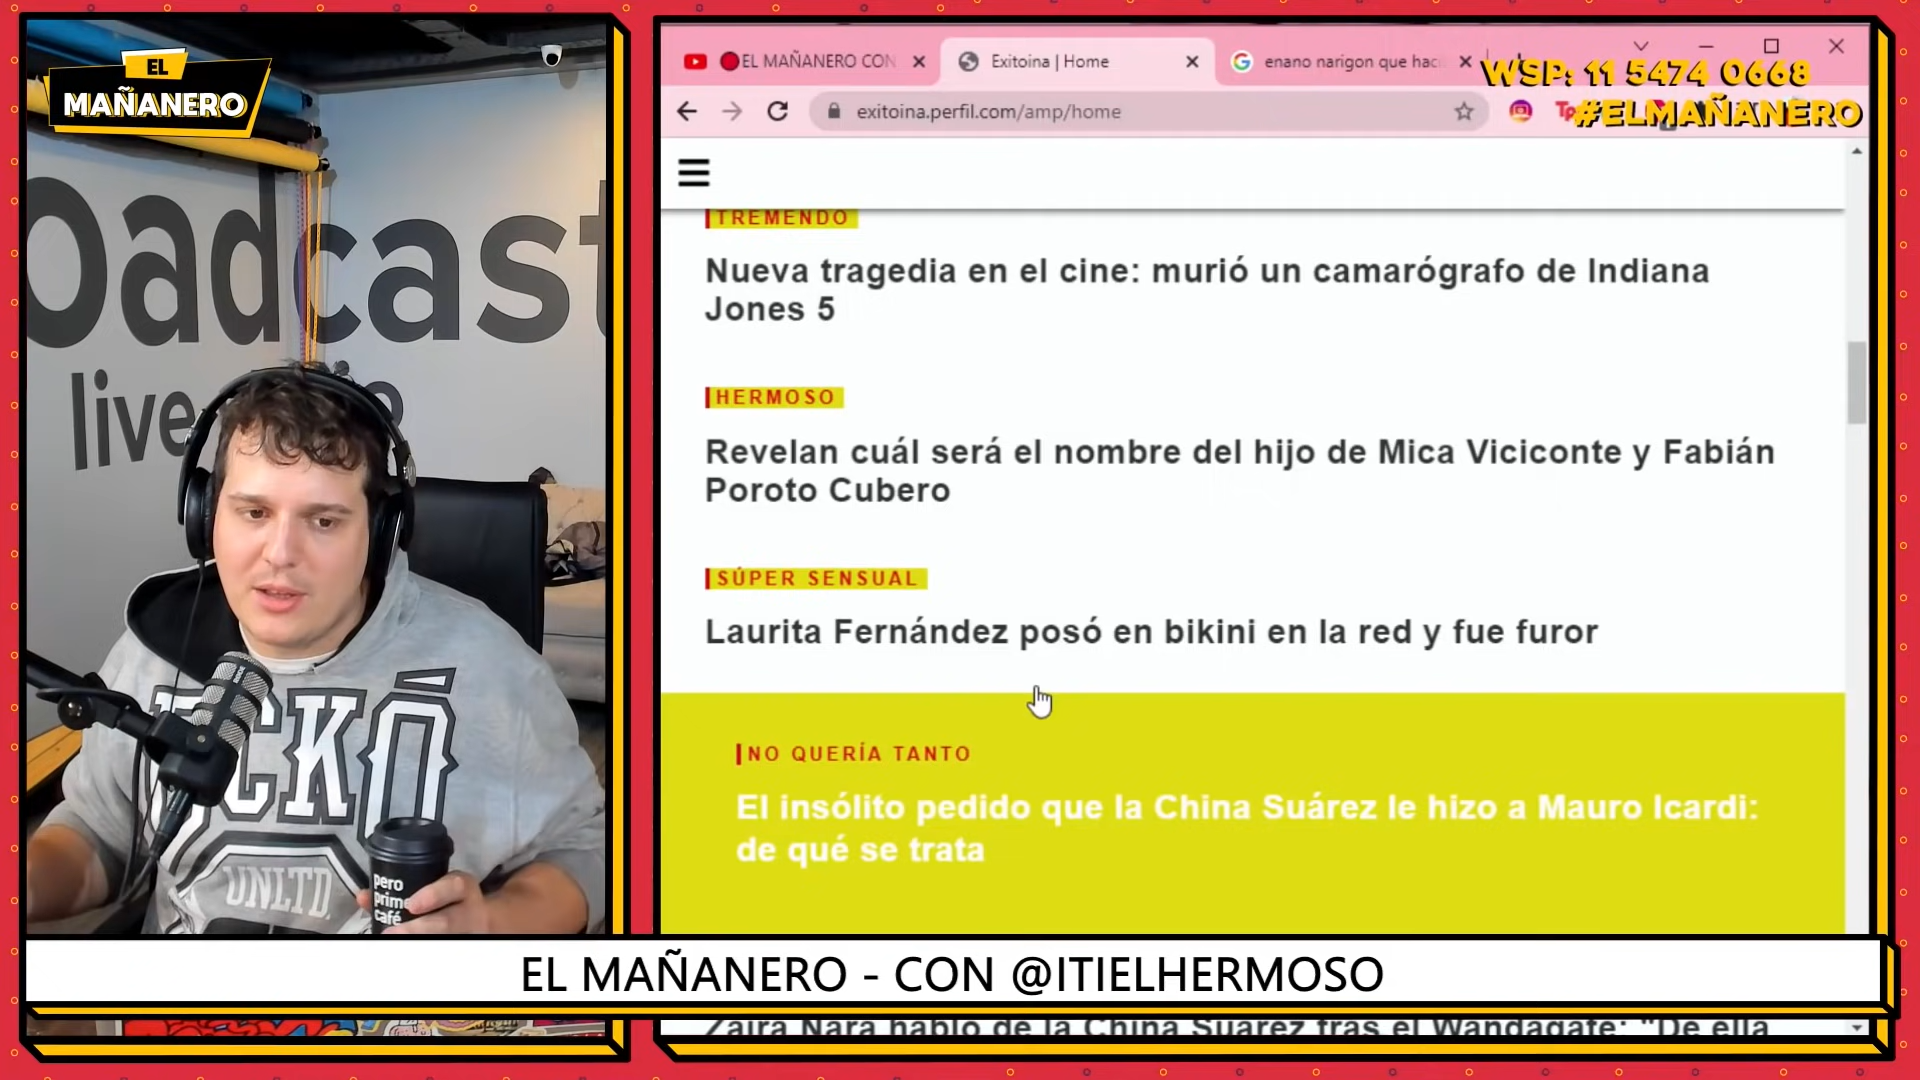 EL
MAÑANERO
oadcast
live
ECKÓ
UNLTD.
pero
prime
café
EL MAÑANERO CON
Exitoina | Home
enano narigon que haci
WSP: 11 5474 0668
#ELMAÑANERO
exitoina.perfil.com/amp/home
TREMENDO
Nueva tragedia en el cine: murió un camarógrafo de Indiana
Jones 5
HERMOSO
Revelan cuál será el nombre del hijo de Mica Viciconte y Fabián
Poroto Cubero
SÚPER SENSUAL
Laurita Fernández posó en bikini en la red y fue furor
NO QUERÍA TANTO
El insólito pedido que la China Suárez le hizo a Mauro Icardi:
de qué se trata
EL MAÑANERO - CON @ITIELHERMOSO
Zaira Nara habló de la China Suárez tras el Wandagate: "De ella